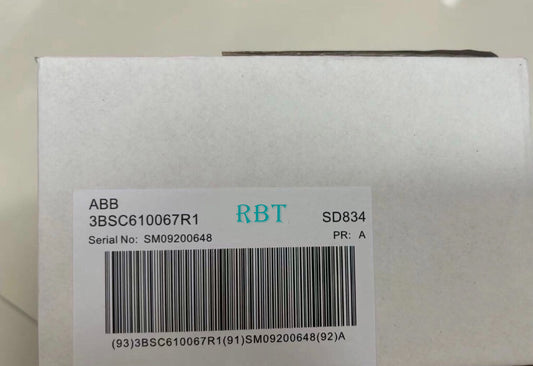 ABB
3BSC610067R1 RBT SD834
Serial No: SM09200648 PR: A
(93)3BSC610067R1(91)SM09200648(92)A